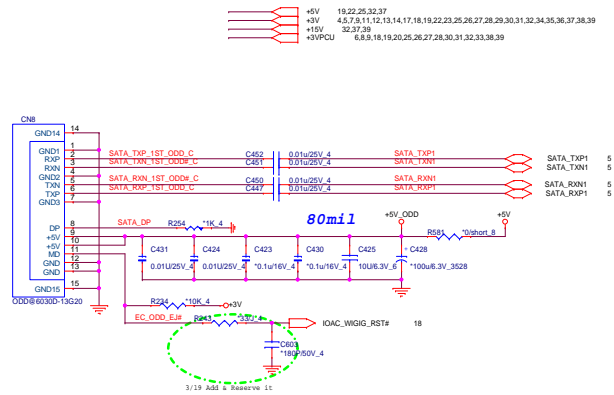 +5V 19,22,25,32,37
+3V 4,5,7,9,11,12,13,14,17,18,19,22,23,25,26,27,28,29,30,31,32,34,35,36,37,38,39
+15V 32,37,39
+3VPCU 6,8,9,18,19,20,25,26,27,28,30,31,32,33,38,39
CN8
GND14 14
GND1 1
RXP 2 SATA_TXP_1ST_ODD_C C452 0.01u/25V_4 SATA_TXP1 SATA_TXP1 5
RXN 3 SATA_TXN_1ST_ODD#_C C451 0.01u/25V_4 SATA_TXN1 SATA_TXN1 5
GND2 4
TXN 5 SATA_RXN_1ST_ODD#_C C450 0.01u/25V_4 SATA_RXN1 SATA_RXN1 5
TXP 6 SATA_RXP_1ST_ODD_C C447 0.01u/25V_4 SATA_RXP1 SATA_RXP1 5
GND3 7
80mil
+5V_ODD +5V
DP 8 SATA_DP R254 *1K_4
+5V 9 R581 *0/short_8
+5V 10
MD 11
GND 12
GND 13
GND15 15
C431 C424 C423 C430 C425 C428
0.01U/25V_4 0.01U/25V_4 *0.1u/16V_4 *0.1u/16V_4 10U/6.3V_6 *100u/6.3V_3528
ODD@6030D-13G20
R234 *10K_4 +3V
EC_ODD_EJ# R243 *33/J_4 IOAC_WIGIG_RST# 18
C603
*180P/50V_4
3/19 Add & Reserve it